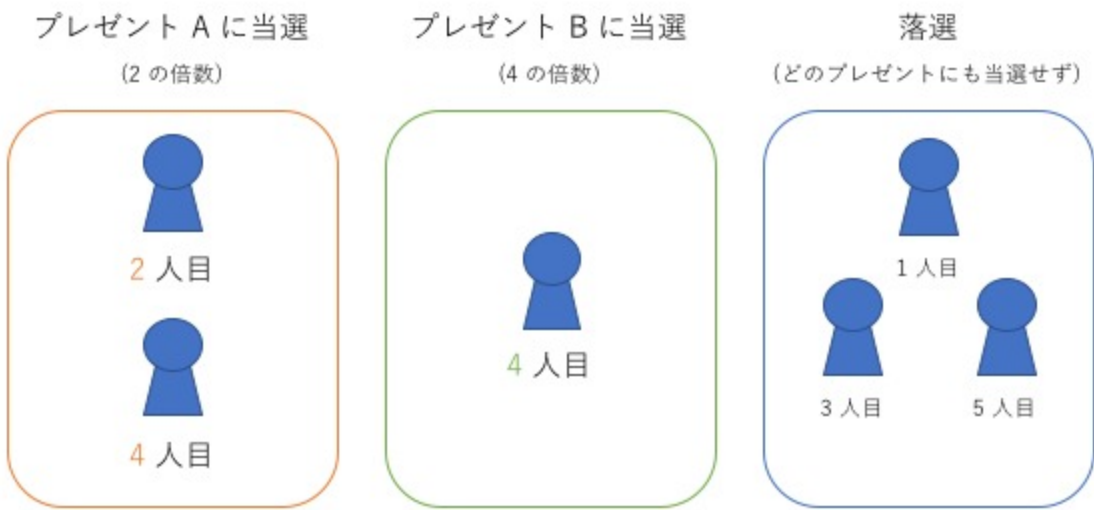 プレゼント A に当選
(2 の倍数)
2 人目
4 人目
プレゼント B に当選
(4 の倍数)
4 人目
落選
(どのプレゼントにも当選せず)
1 人目
3 人目
5 人目